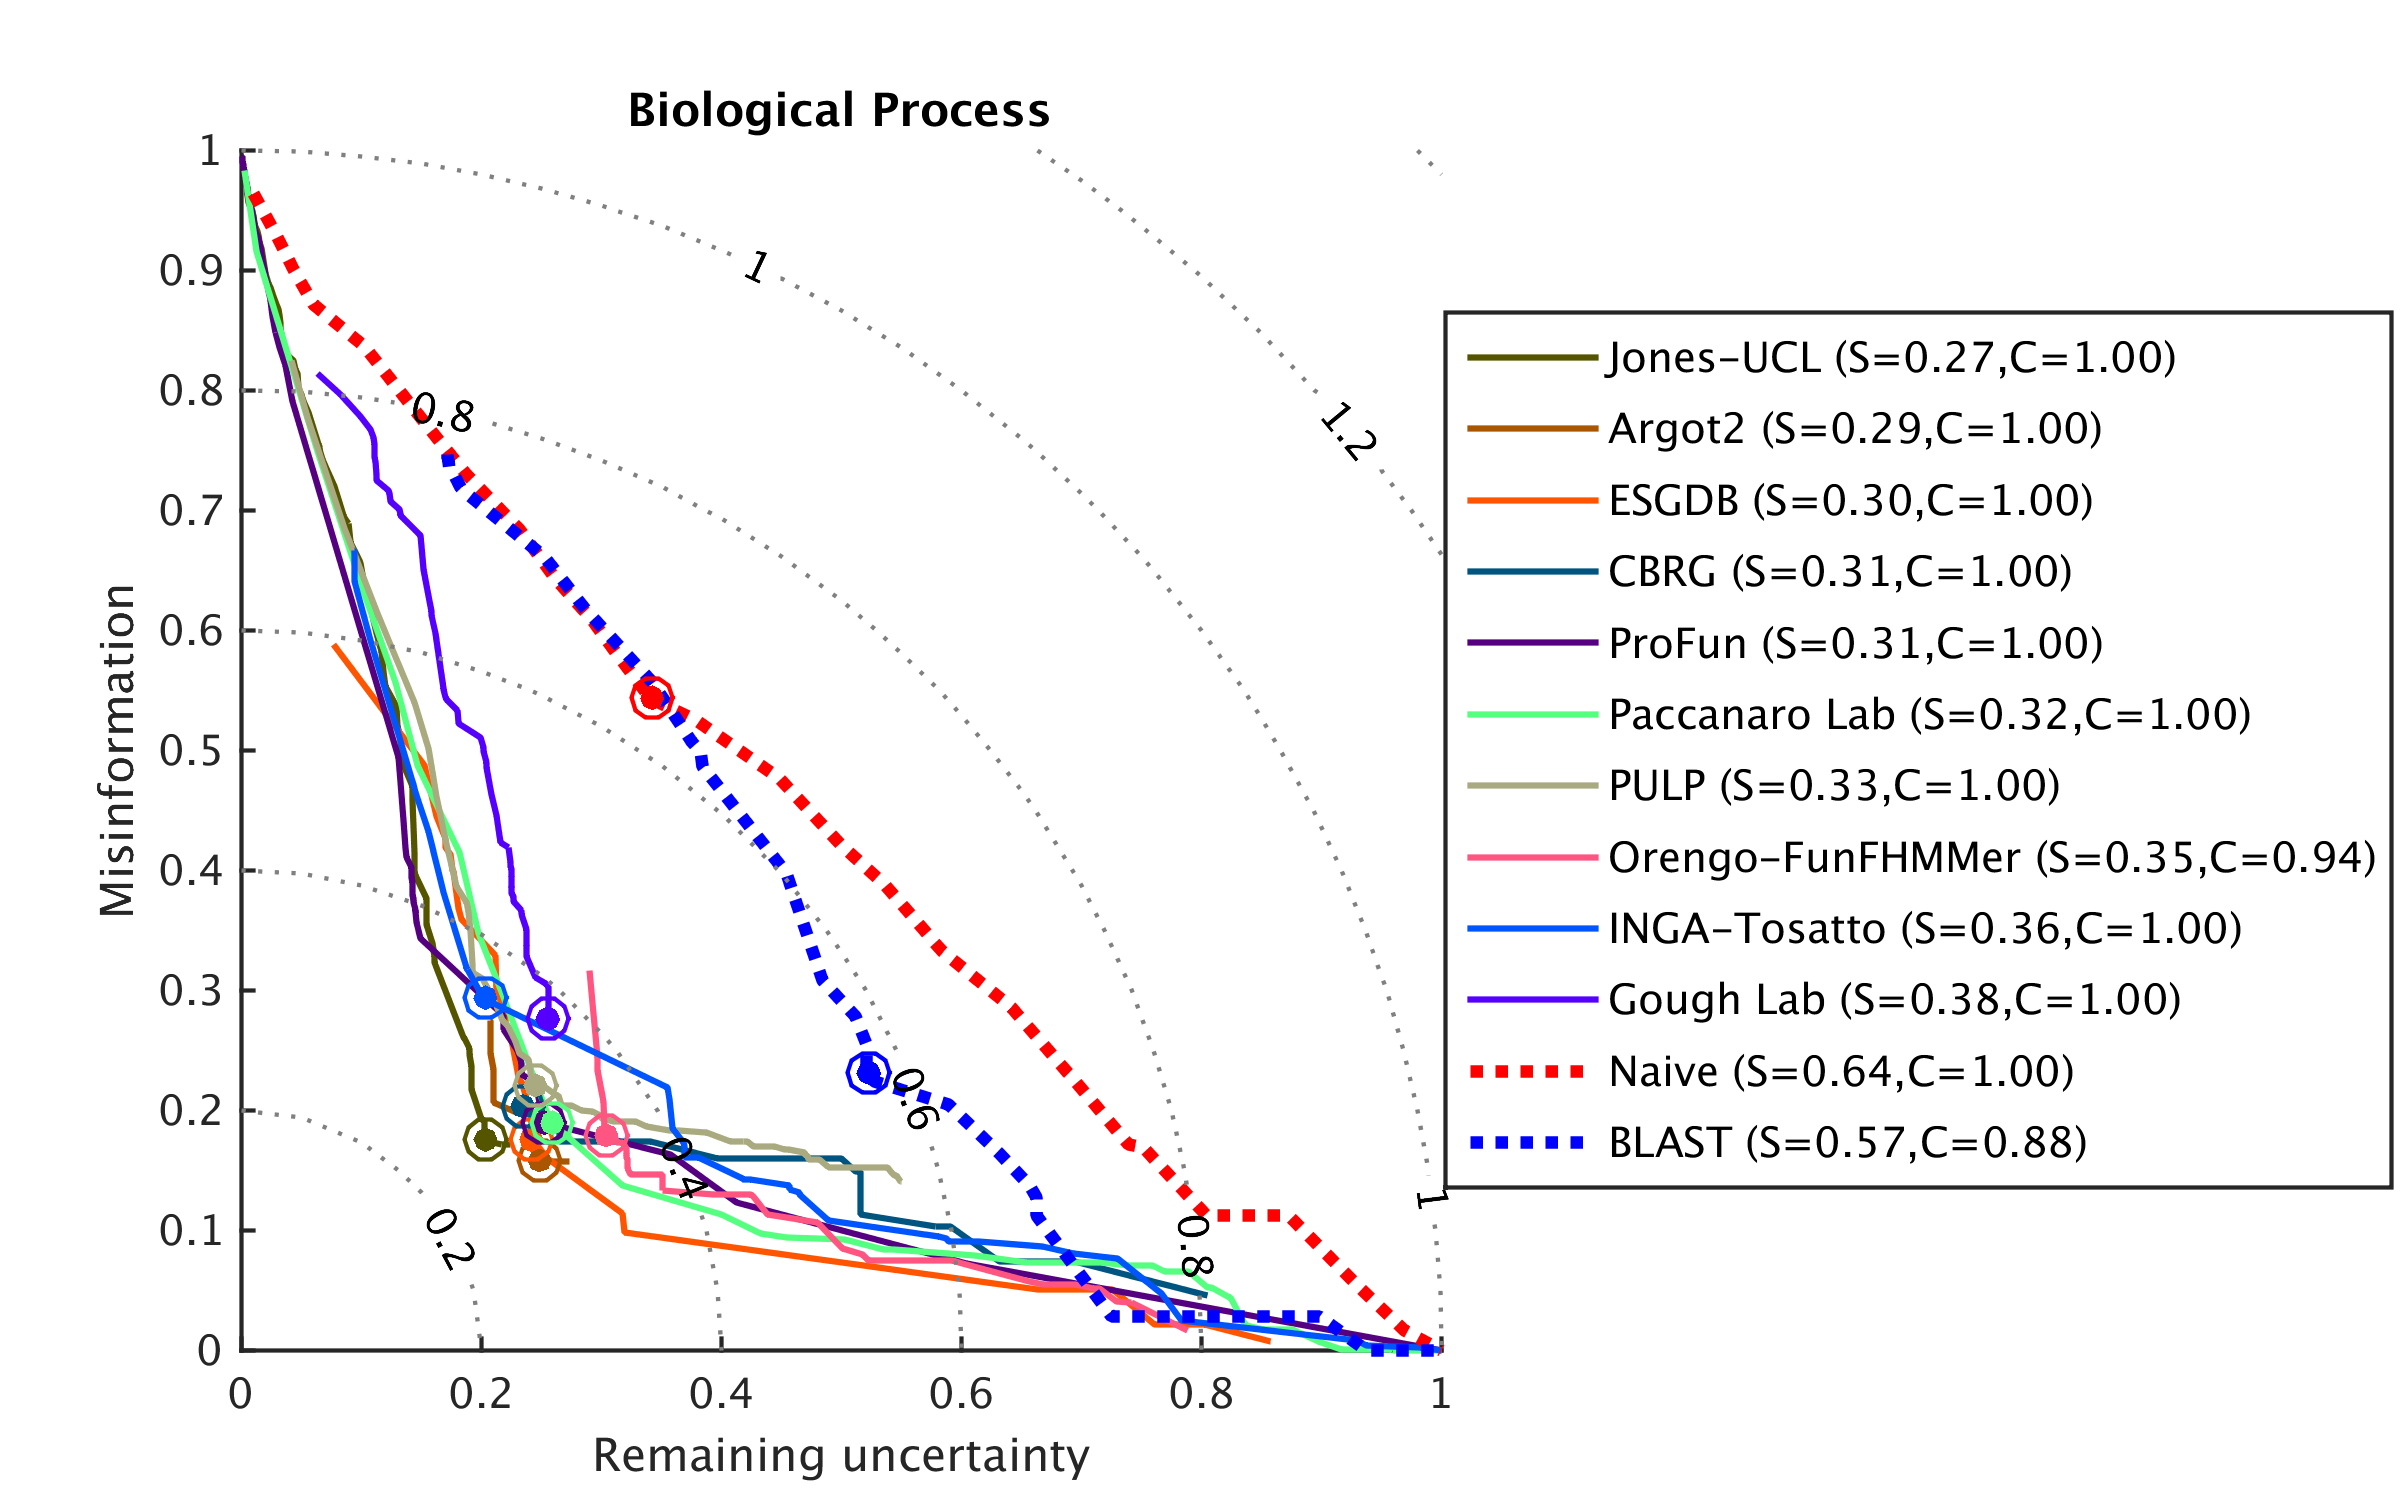 Biological Process
1
0.9
0.8
0.7
0.6
0.5
0.4
0.3
0.2
0.1
0
Misinformation
0
0.2
0.4
0.6
0.8
1
Remaining uncertainty
1
0.8
1.2
0.6
0.4
0.2
0.8
1
Jones-UCL (S=0.27,C=1.00)
Argot2 (S=0.29,C=1.00)
ESGDB (S=0.30,C=1.00)
CBRG (S=0.31,C=1.00)
ProFun (S=0.31,C=1.00)
Paccanaro Lab (S=0.32,C=1.00)
PULP (S=0.33,C=1.00)
Orengo-FunFHMMer (S=0.35,C=0.94)
INGA-Tosatto (S=0.36,C=1.00)
Gough Lab (S=0.38,C=1.00)
Naive (S=0.64,C=1.00)
BLAST (S=0.57,C=0.88)